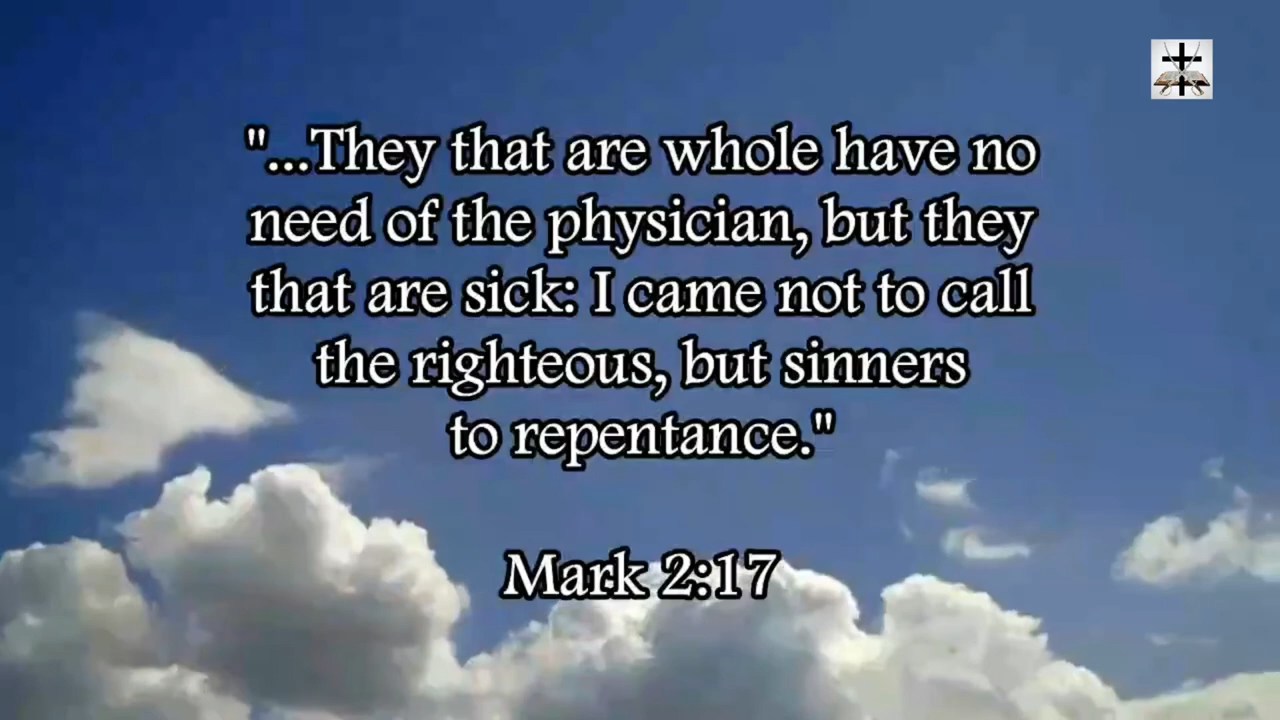 "...They that are whole have no
need of the physician, but they
that are sick: I came not to call
the righteous, but sinners
to repentance."
Mark 2:17